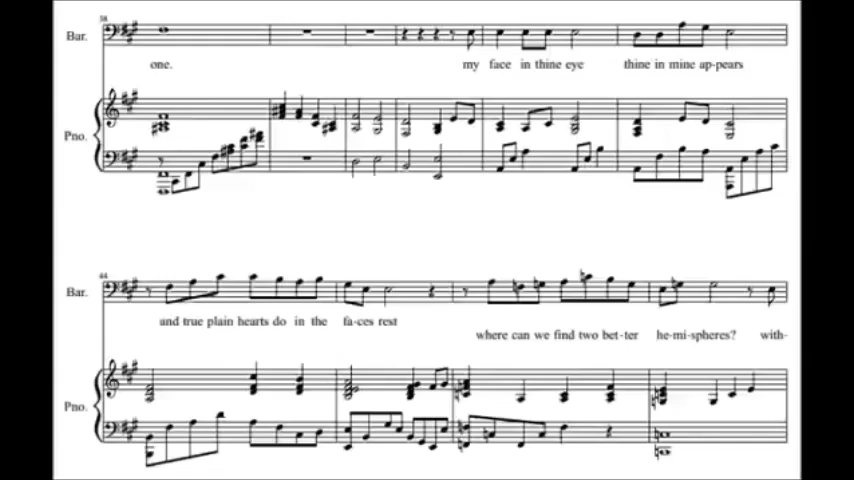 38
Bar.
one. my face in thine eye thine in mine ap-pears
Pno.
44
Bar.
and true plain hearts do in the fa-ces rest where can we find two bet-ter he-mi-spheres? with-
Pno.